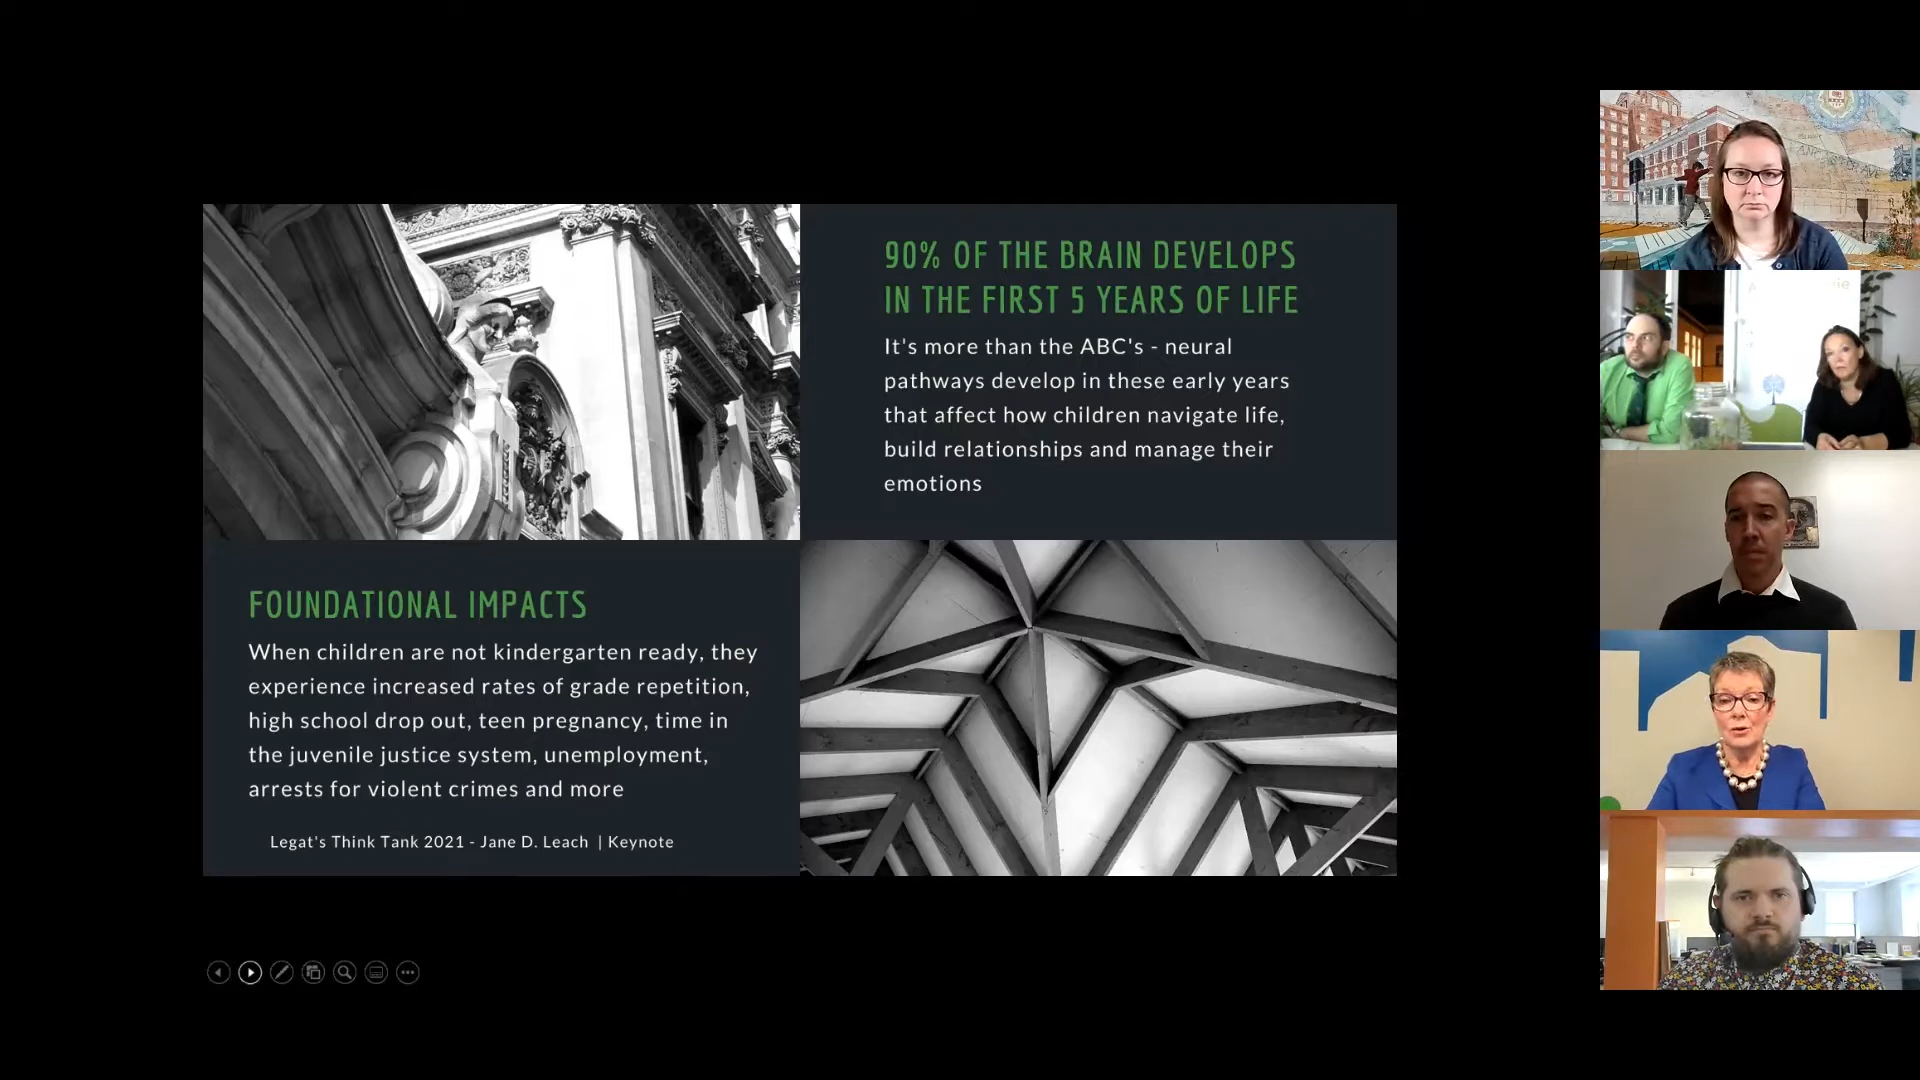 90% OF THE BRAIN DEVELOPS
IN THE FIRST 5 YEARS OF LIFE
It's more than the ABC's - neural
pathways develop in these early years
that affect how children navigate life,
build relationships and manage their
emotions
FOUNDATIONAL IMPACTS
When children are not kindergarten ready, they
experience increased rates of grade repetition,
high school drop out, teen pregnancy, time in
the juvenile justice system, unemployment,
arrests for violent crimes and more
Legat's Think Tank 2021 - Jane D. Leach | Keynote